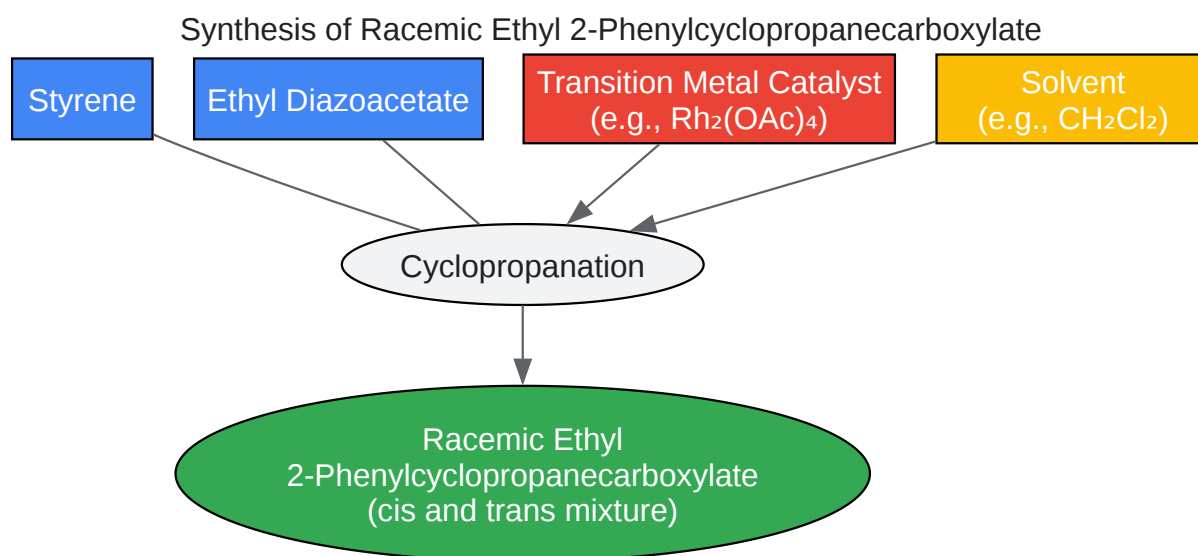 Synthesis of Racemic Ethyl 2-Phenylcyclopropanecarboxylate
Styrene
Ethyl Diazoacetate
Transition Metal Catalyst
(e.g., Rh₂(OAc)₄)
Solvent
(e.g., CH₂Cl₂)
Cyclopropanation
Racemic Ethyl
2-Phenylcyclopropanecarboxylate
(cis and trans mixture)